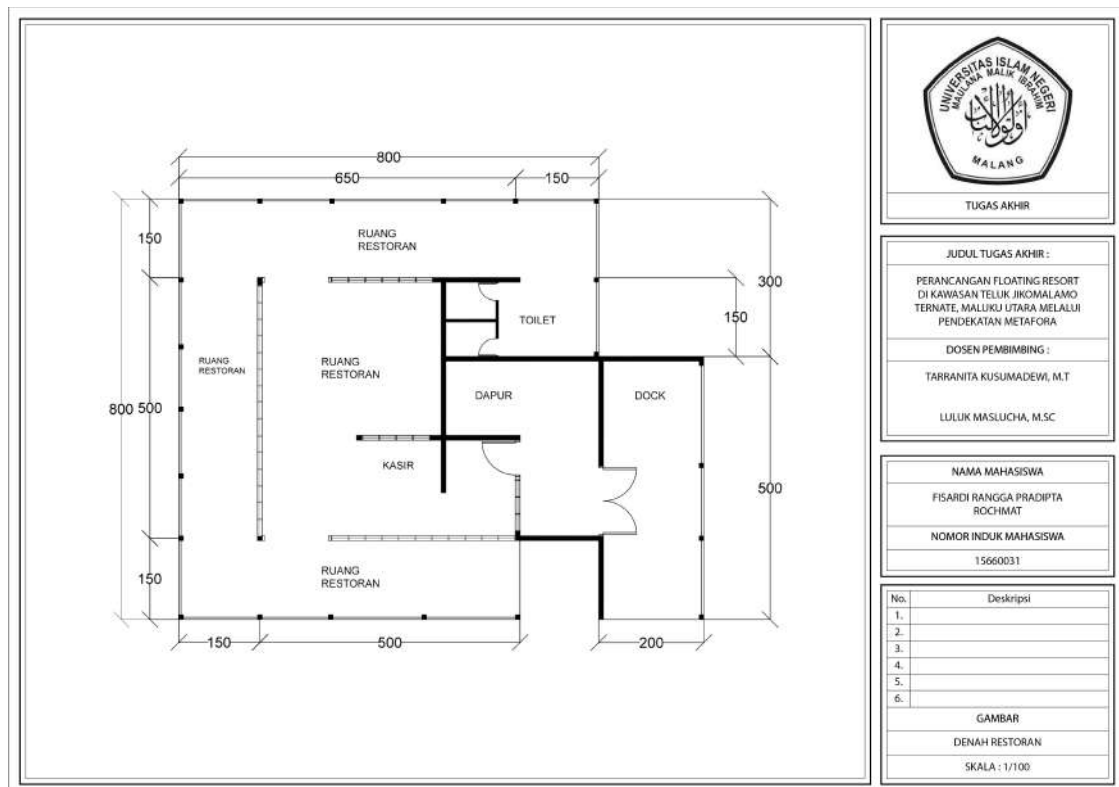 800
650
150
150
300
150
RUANG
RESTORAN
TOILET
RUANG
RESTORAN
RUANG
RESTORAN
DAPUR
DOCK
800
500
KASIR
500
150
RUANG
RESTORAN
150
500
200
UNIVERSITAS ISLAM NEGERI
MAULANA MALIK IBRAHIM
MALANG
TUGAS AKHIR
JUDUL TUGAS AKHIR :
PERANCANGAN FLOATING RESORT
DI KAWASAN TELUK JIKOMALAMO
TERNATE, MALUKU UTARA MELALUI
PENDEKATAN METAFORA
DOSEN PEMBIMBING :
TARRANITA KUSUMADEWI, M.T
LULUK MASLUCHA, M.SC
NAMA MAHASISWA
FISARDI RANGGA PRADIPTA
ROCHMAT
NOMOR INDUK MAHASISWA
15660031
No. Deskripsi
1.
2.
3.
4.
5.
6.
GAMBAR
DENAH RESTORAN
SKALA : 1/100